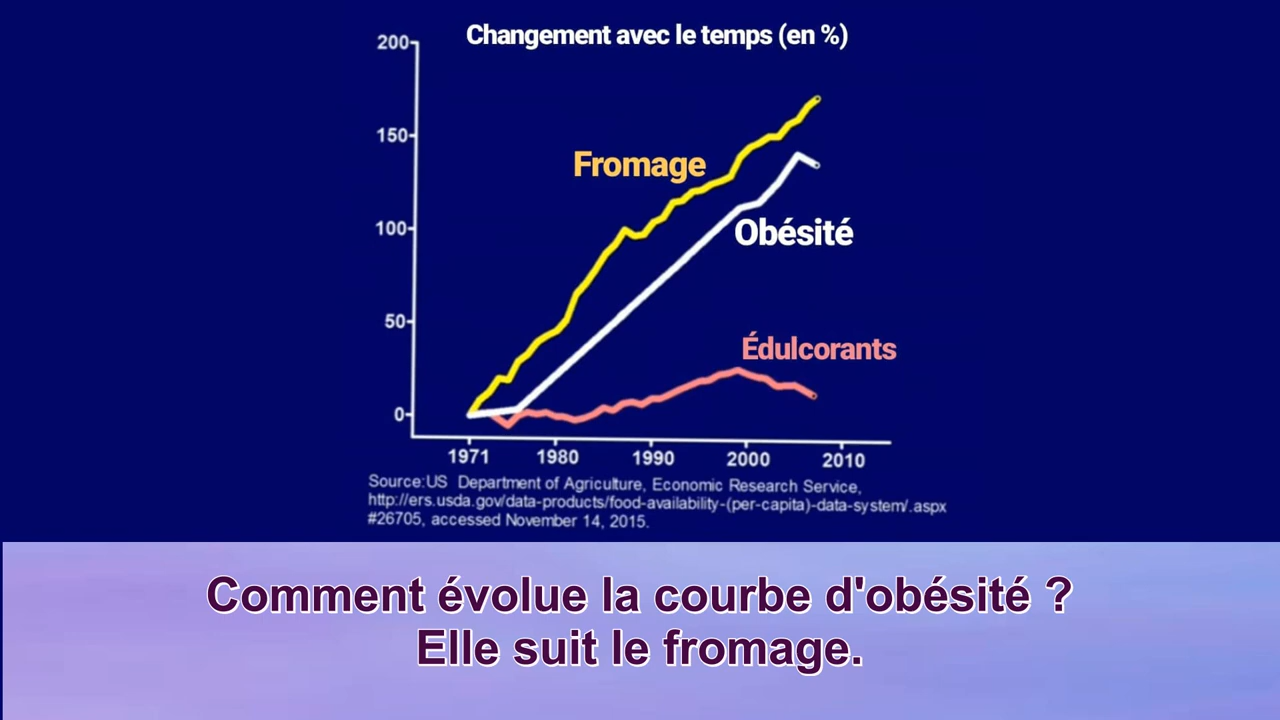 Changement avec le temps (en %)
200
150
100
50
0
Fromage
Obésité
Édulcorants
1971 1980 1990 2000 2010
Source:US Department of Agriculture, Economic Research Service,
http://ers.usda.gov/data-products/food-availability-(per-capita)-data-system/.aspx
#26705, accessed November 14, 2015.
Comment évolue la courbe d'obésité ?
Elle suit le fromage.